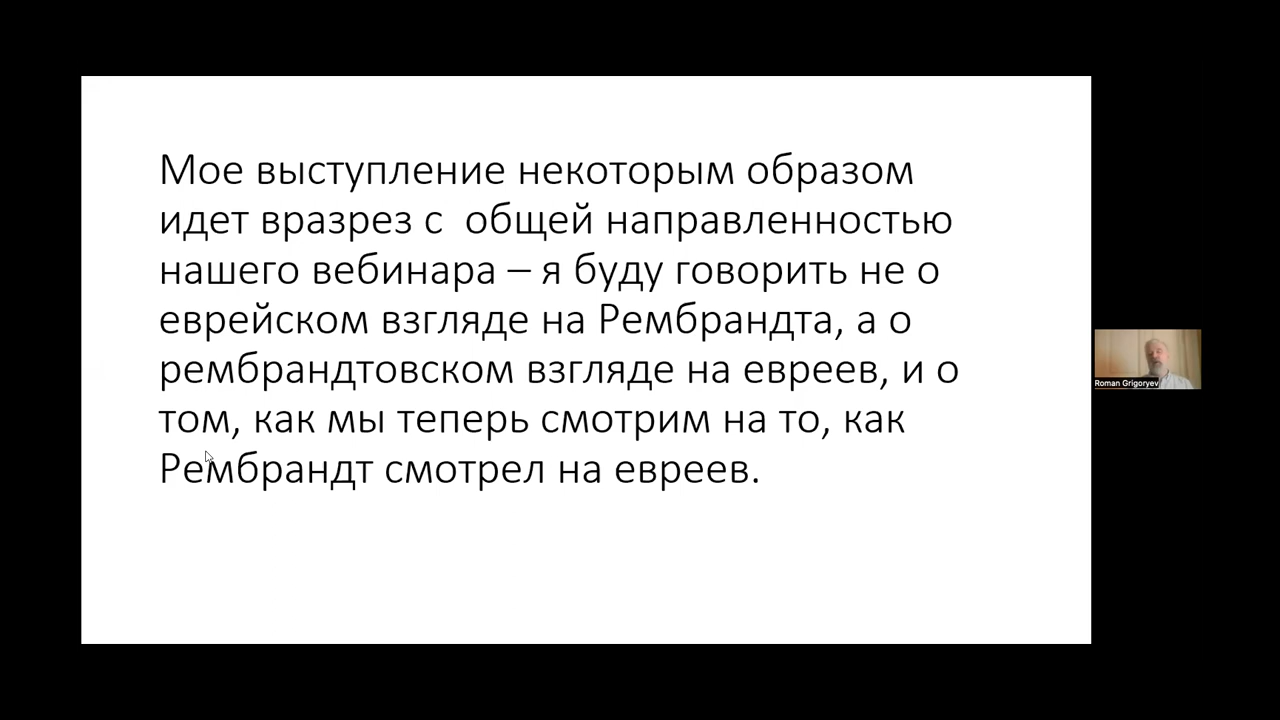 Мое выступление некоторым образом
идет вразрез с  общей направленностью
нашего вебинара – я буду говорить не о
еврейском взгляде на Рембрандта, а о
рембрандтовском взгляде на евреев, и о
том, как мы теперь смотрим на то, как
Рембрандт смотрел на евреев.
Roman Grigoryev